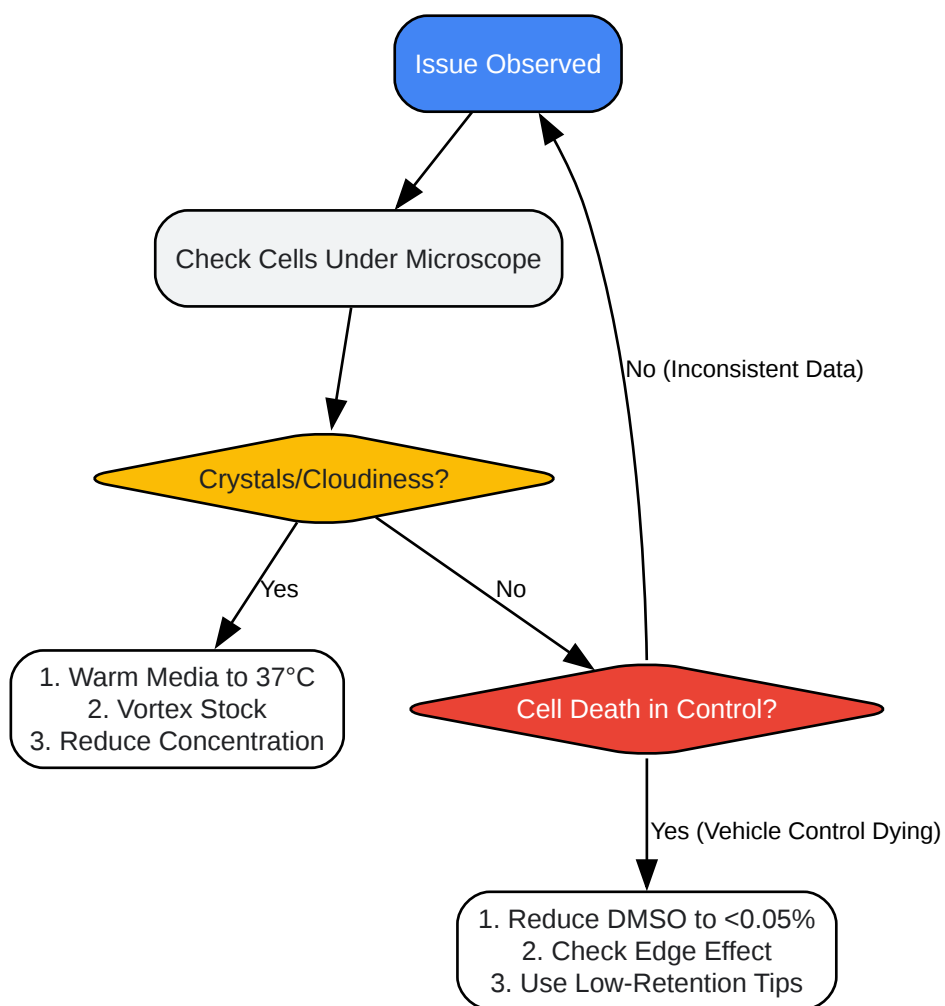 Issue Observed
Check Cells Under Microscope
No (Inconsistent Data)
Crystals/Cloudiness?
Yes
No
1. Warm Media to 37°C
2. Vortex Stock
3. Reduce Concentration
Cell Death in Control?
Yes (Vehicle Control Dying)
1. Reduce DMSO to <0.05%
2. Check Edge Effect
3. Use Low-Retention Tips